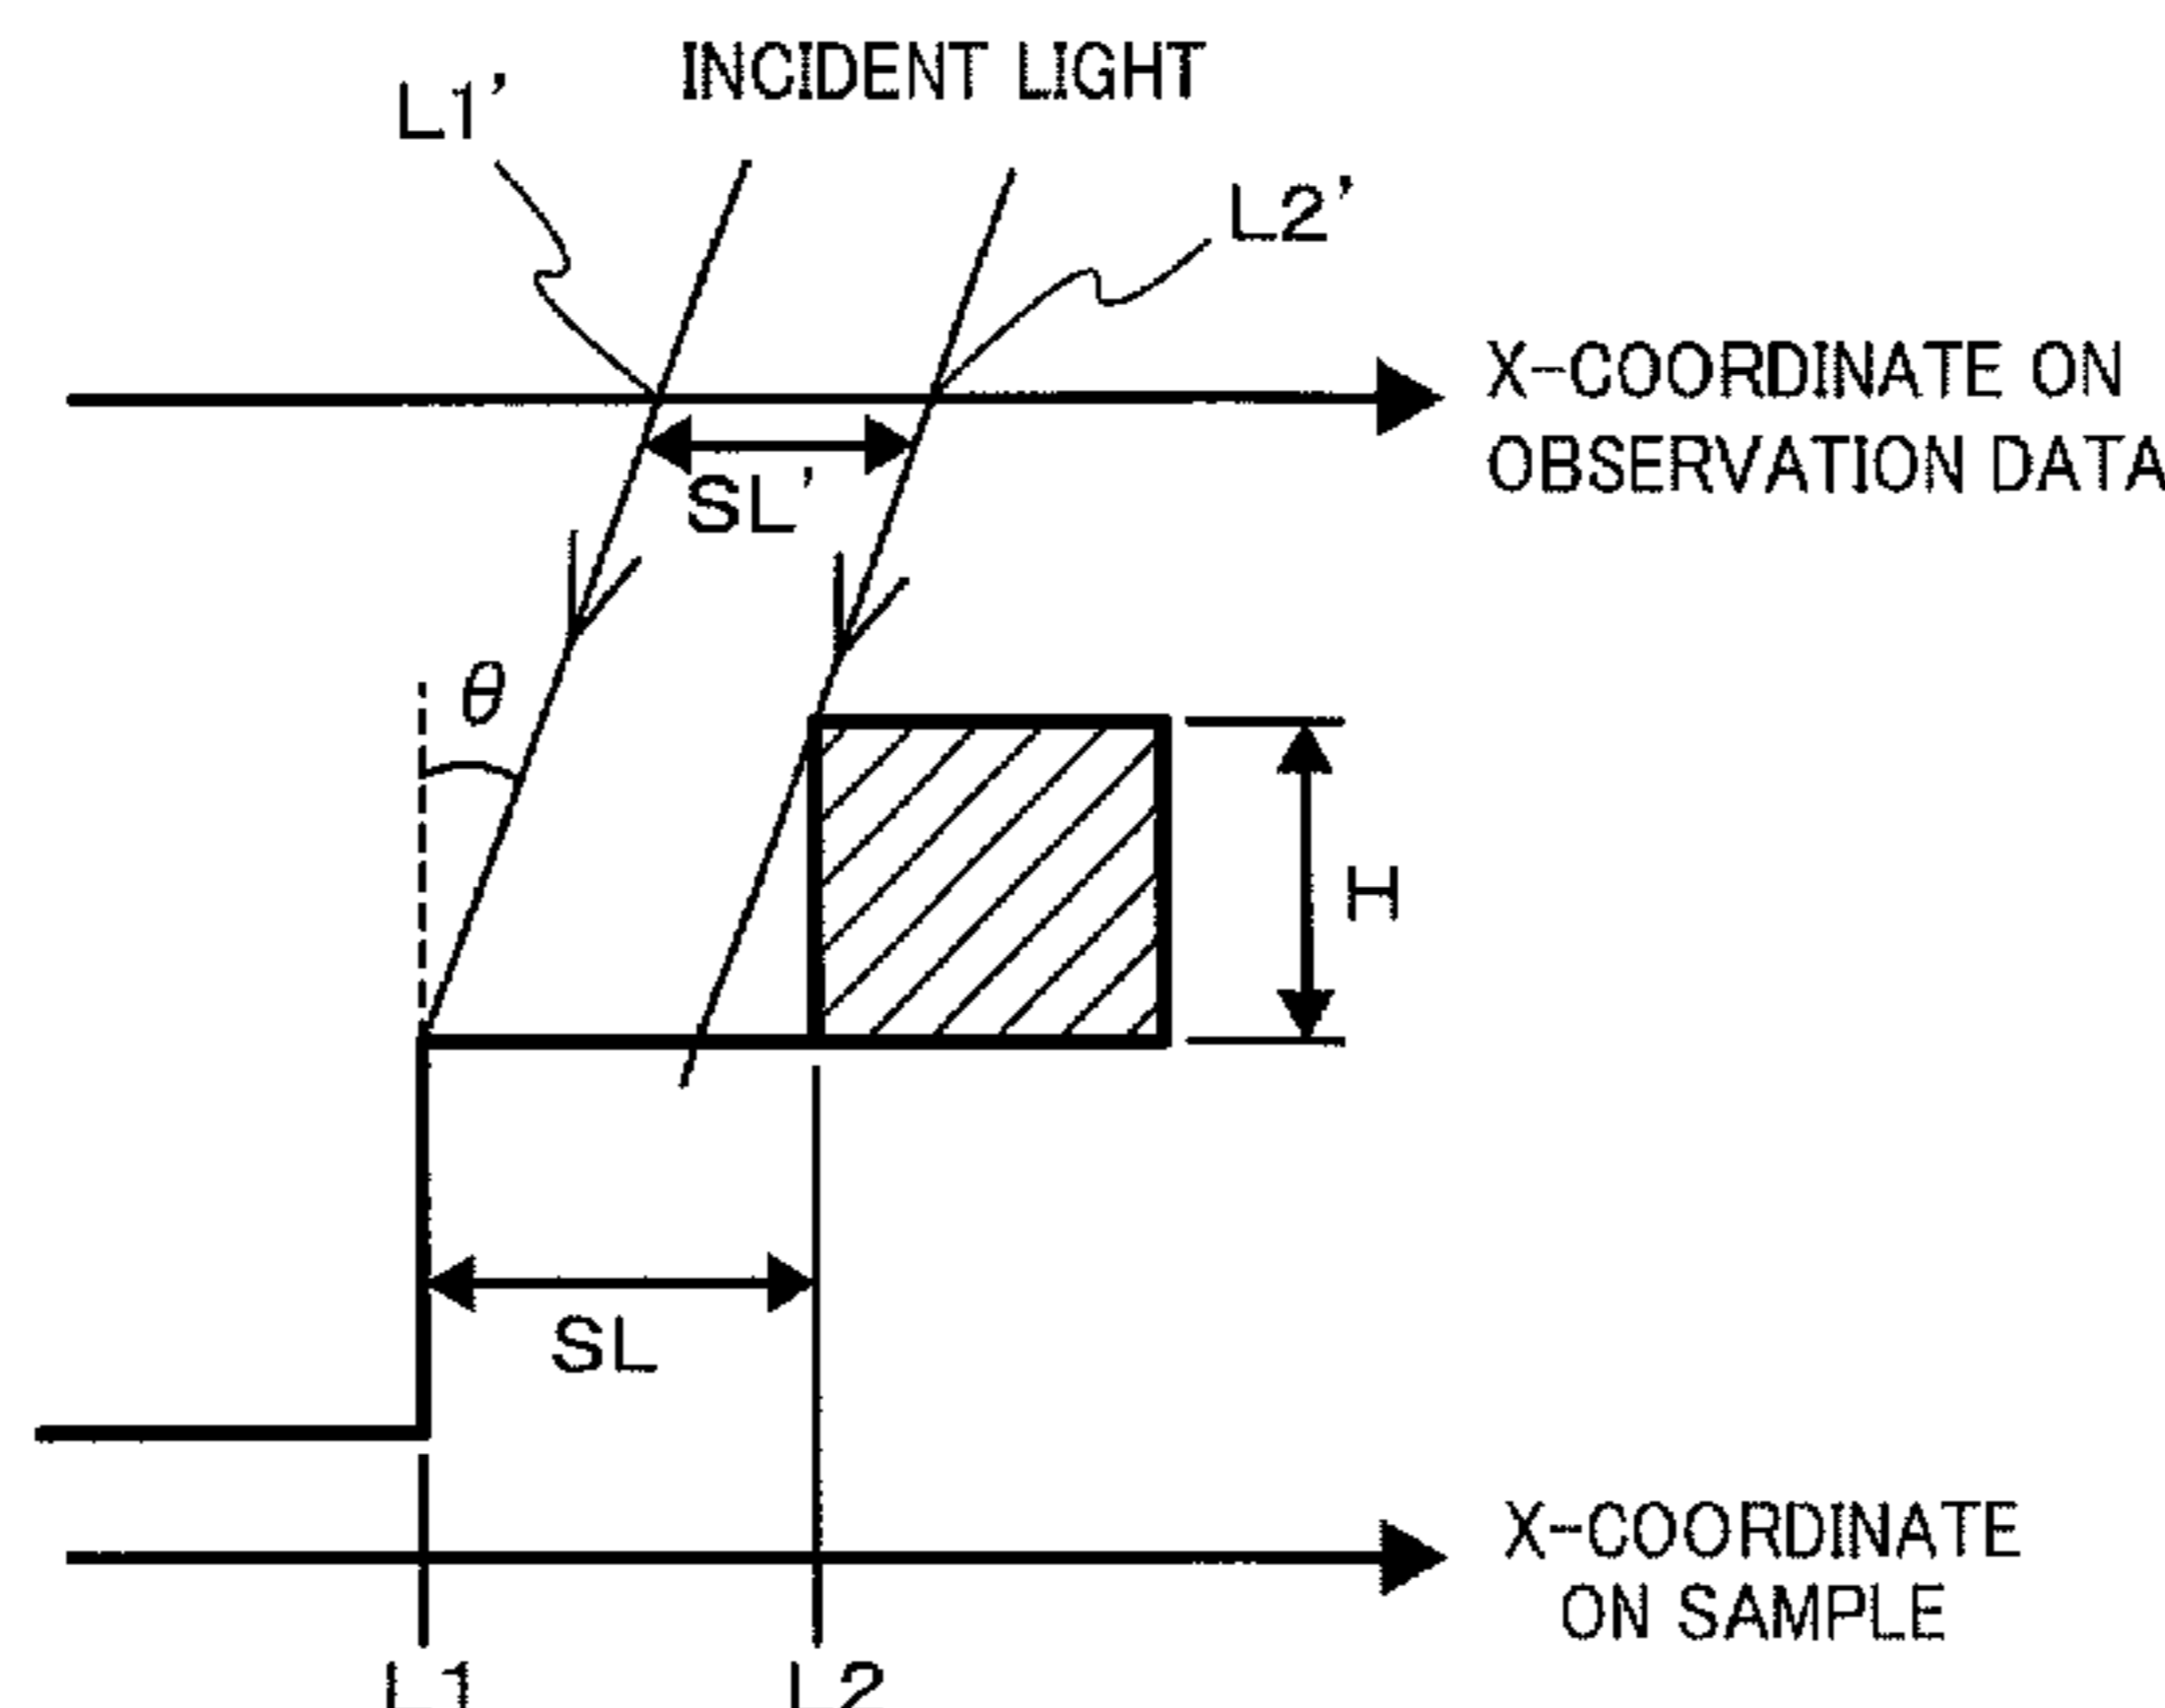 INCIDENT LIGHT
L1'
L2'
X-COORDINATE ON
OBSERVATION DATA
SL'
θ
H
SL
X-COORDINATE
ON SAMPLE
L1
L2